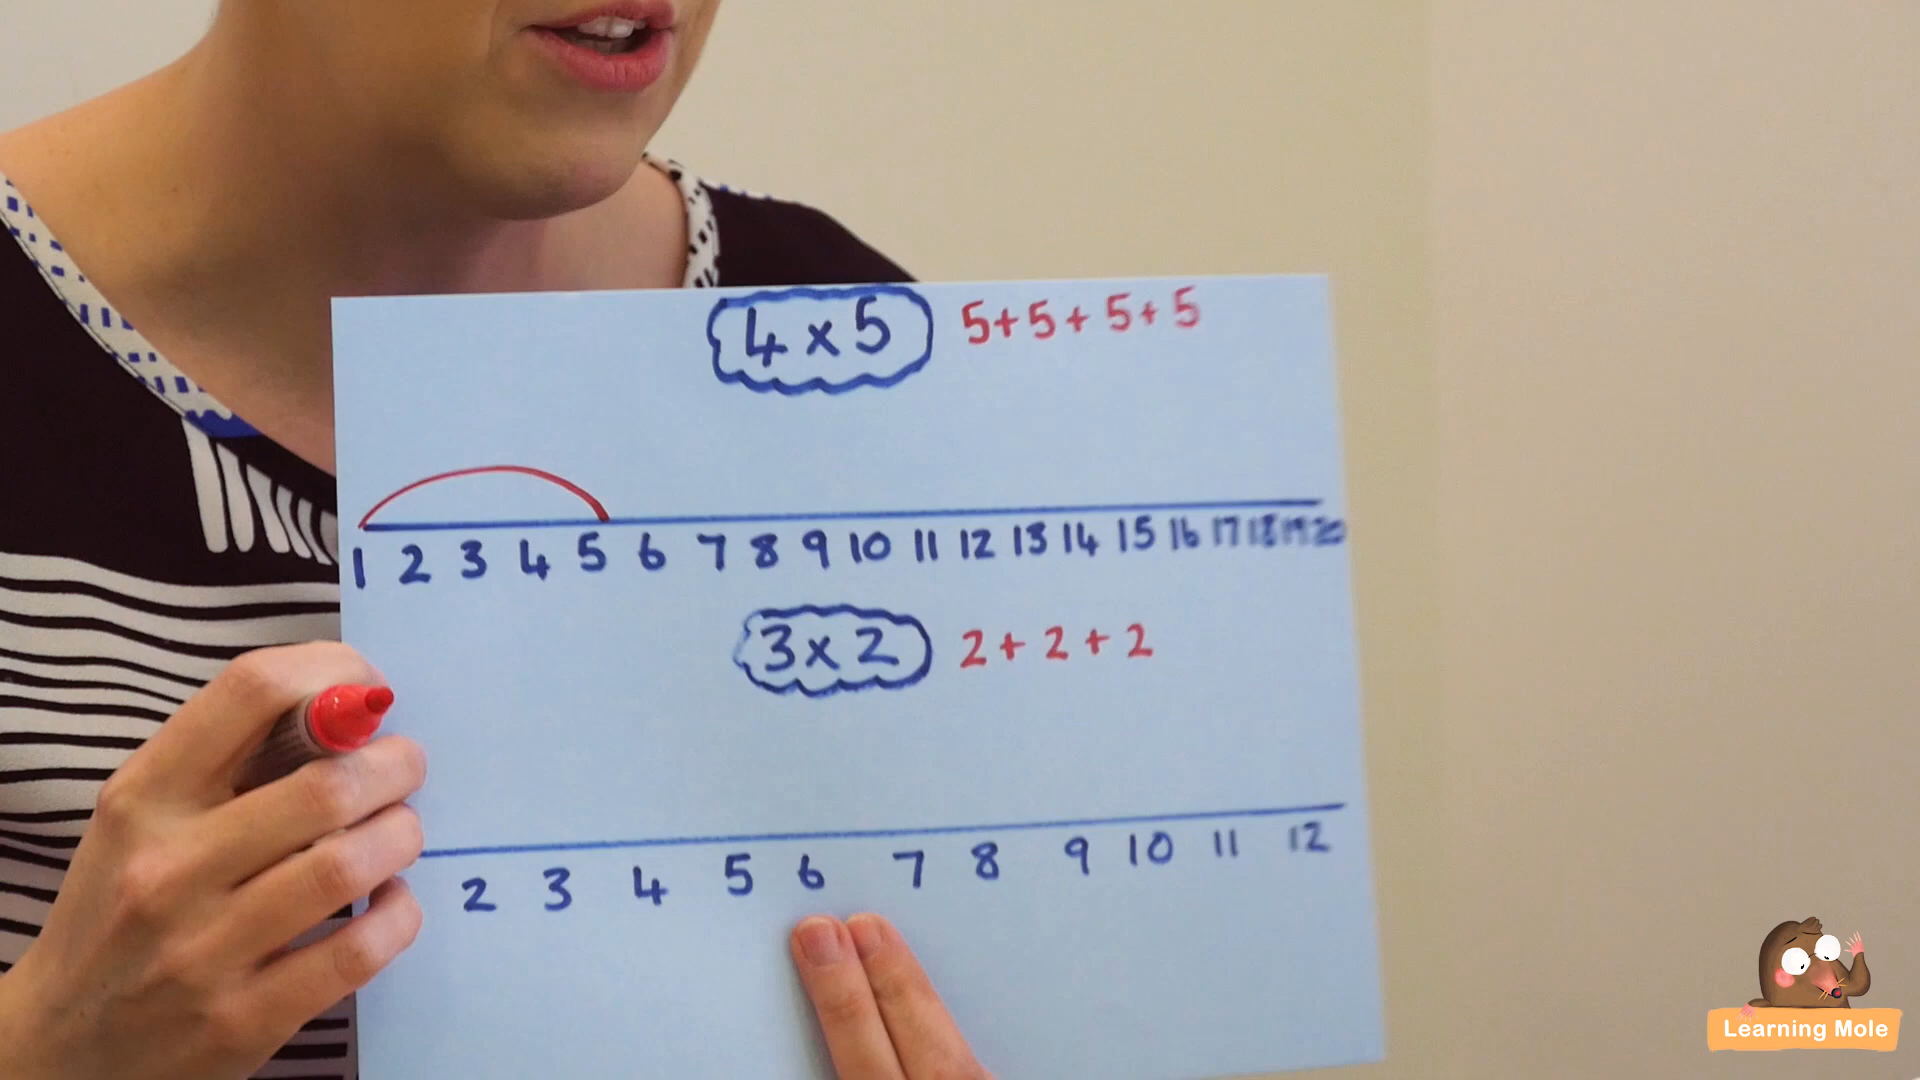 4 x 5 5 + 5 + 5 + 5
1 2 3 4 5 6 7 8 9 10 11 12 13 14 15 16 17 18 19 20
3 x 2 2 + 2 + 2
2 3 4 5 6 7 8 9 10 11 12
Learning Mole